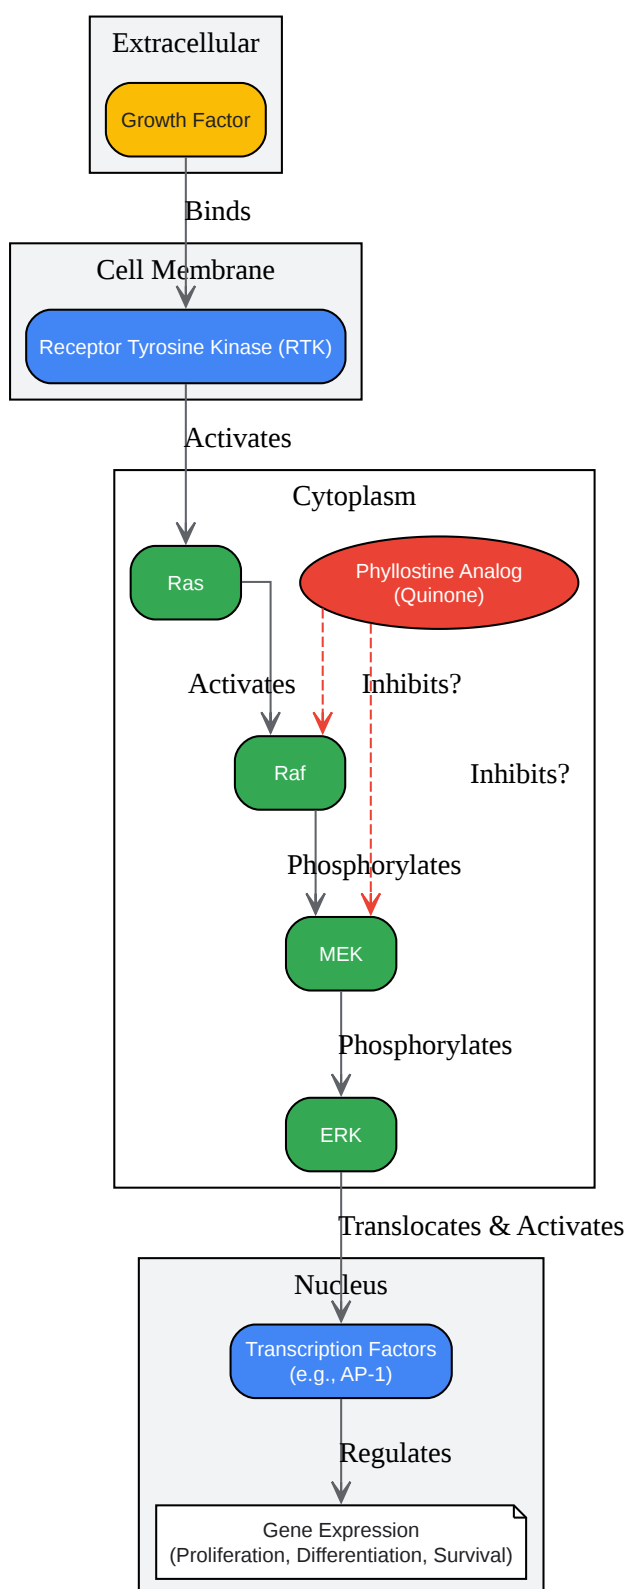 Extracellular
Growth Factor
Binds
Cell Membrane
Receptor Tyrosine Kinase (RTK)
Activates
Cytoplasm
Ras
Phyllostine Analog
(Quinone)
Activates
Inhibits?
Raf
Inhibits?
Phosphorylates
MEK
Phosphorylates
ERK
Translocates & Activates
Nucleus
Transcription Factors
(e.g., AP-1)
Regulates
Gene Expression
(Proliferation, Differentiation, Survival)